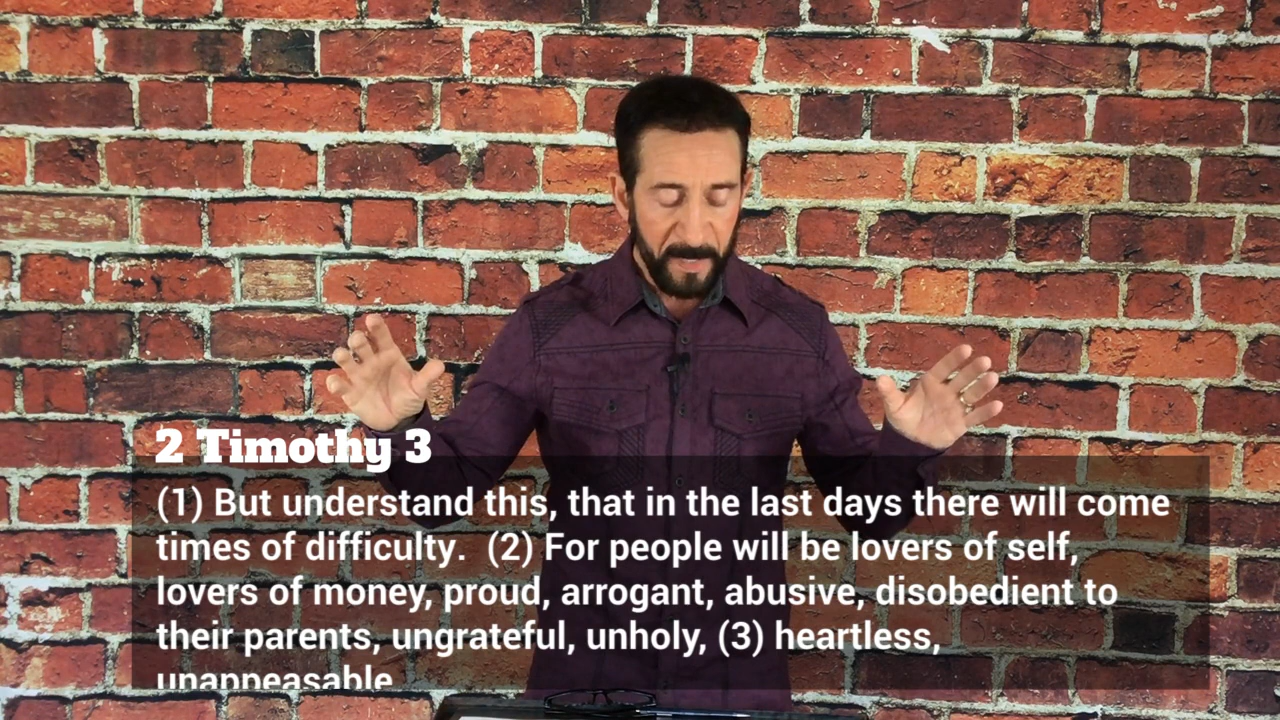 2 Timothy 3
(1) But understand this, that in the last days there will come
times of difficulty.  (2) For people will be lovers of self,
lovers of money, proud, arrogant, abusive, disobedient to
their parents, ungrateful, unholy, (3) heartless,
unappeasable